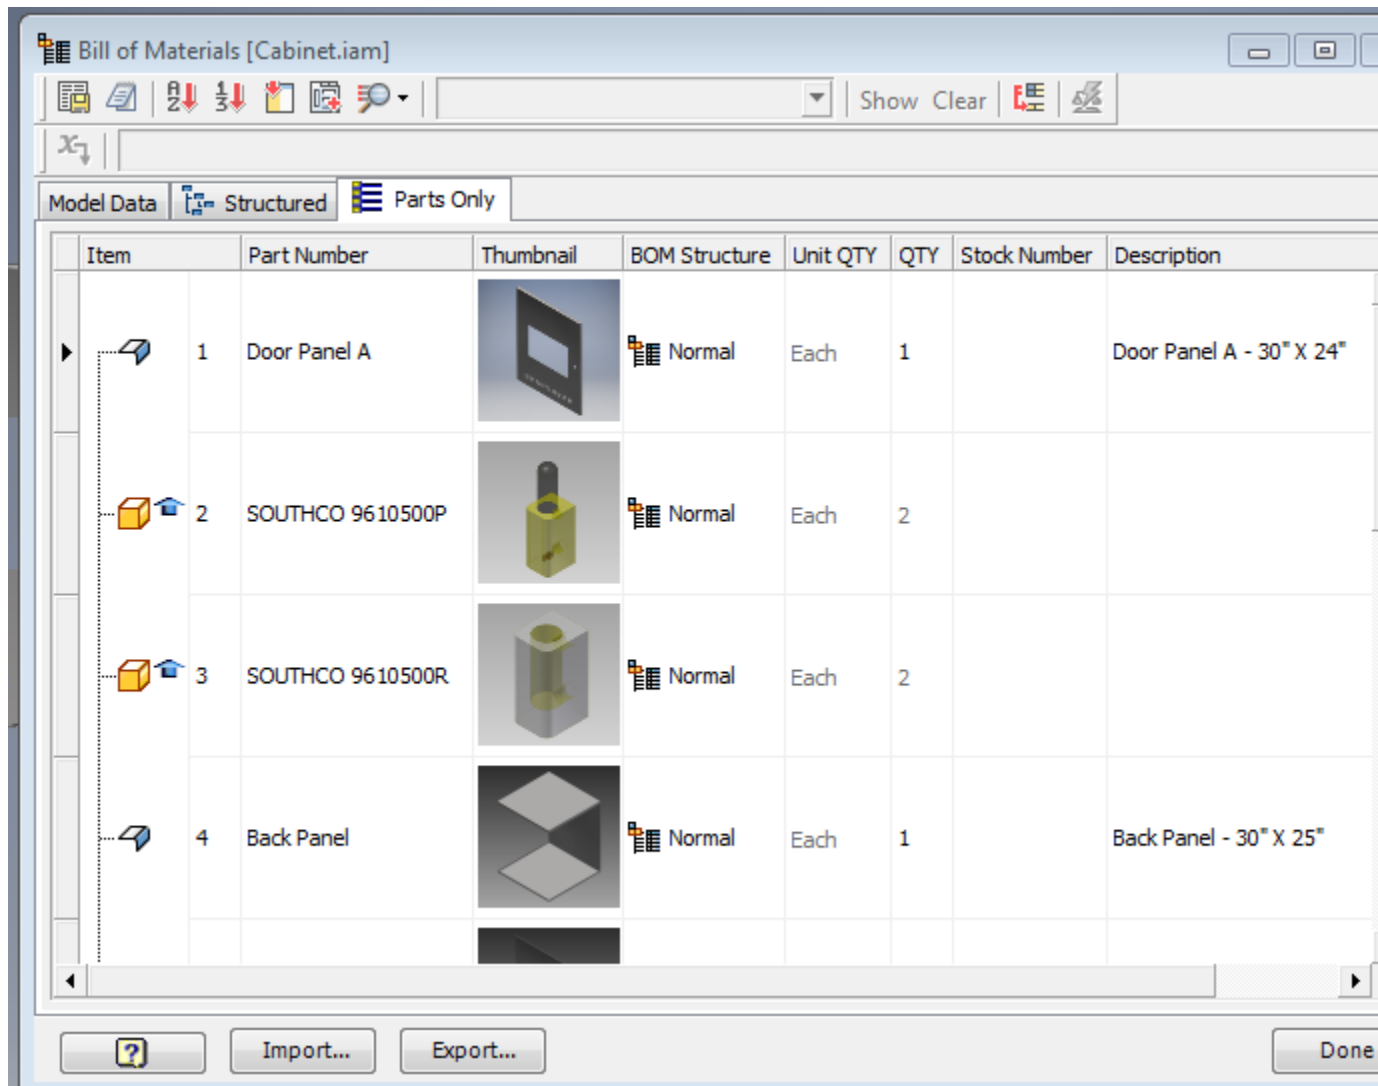 Bill of Materials [Cabinet.iam]
Show Clear
Model Data Structured Parts Only
Item Part Number Thumbnail BOM Structure Unit QTY QTY Stock Number Description
1 Door Panel A Normal Each 1 Door Panel A - 30" X 24"
2 SOUTHCO 9610500P Normal Each 2
3 SOUTHCO 9610500R Normal Each 2
4 Back Panel Normal Each 1 Back Panel - 30" X 25"
Import... Export... Done